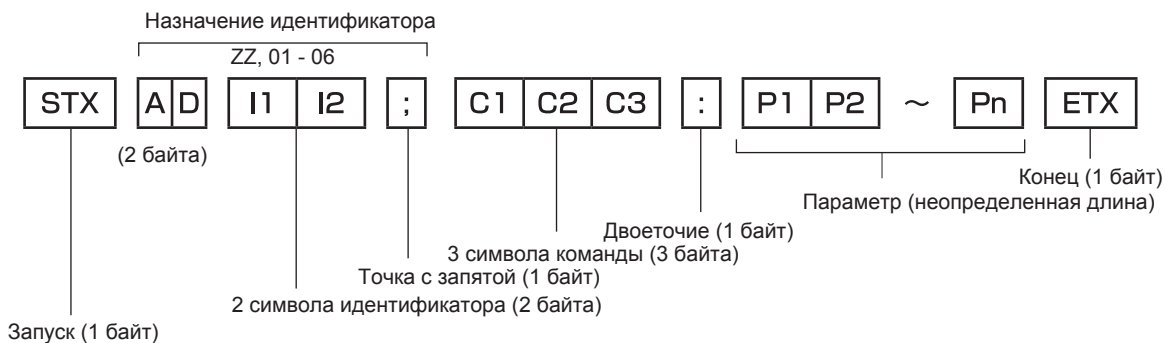 Назначение идентификатора
ZZ, 01 - 06
STX A D I1 I2 ; C1 C2 C3 : P1 P2 ~ Pn ETX
(2 байта)
Конец (1 байт)
Параметр (неопределенная длина)
Двоеточие (1 байт)
3 символа команды (3 байта)
Точка с запятой (1 байт)
2 символа идентификатора (2 байта)
Запуск (1 байт)